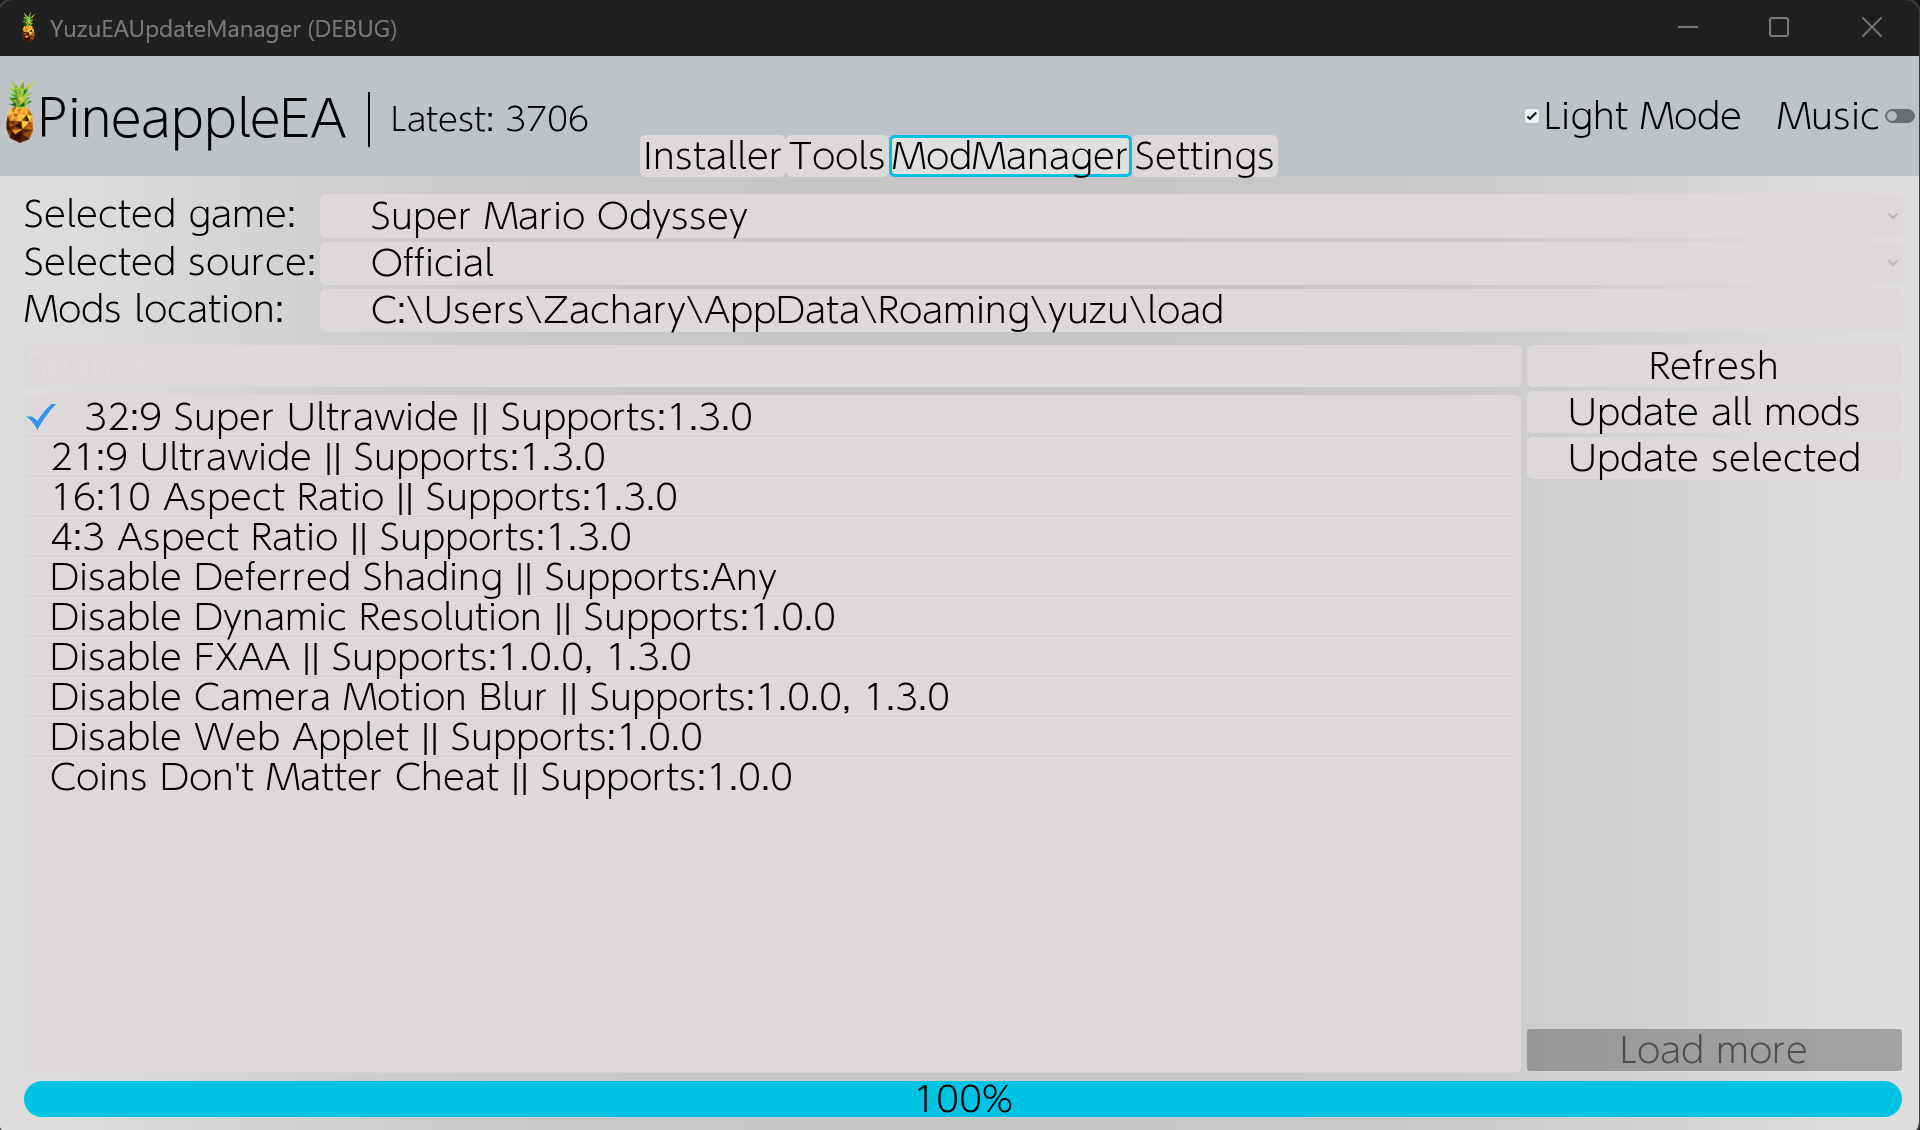 YuzuEAUpdateManager (DEBUG)
PineappleEA | Latest: 3706
Light Mode Music
Installer Tools ModManager Settings
Selected game: Super Mario Odyssey
Selected source: Official
Mods location: C:\Users\Zachary\AppData\Roaming\yuzu\load
Search
Refresh
Update all mods
Update selected
32:9 Super Ultrawide || Supports:1.3.0
21:9 Ultrawide || Supports:1.3.0
16:10 Aspect Ratio || Supports:1.3.0
4:3 Aspect Ratio || Supports:1.3.0
Disable Deferred Shading || Supports:Any
Disable Dynamic Resolution || Supports:1.0.0
Disable FXAA || Supports:1.0.0, 1.3.0
Disable Camera Motion Blur || Supports:1.0.0, 1.3.0
Disable Web Applet || Supports:1.0.0
Coins Don't Matter Cheat || Supports:1.0.0
Load more
100%